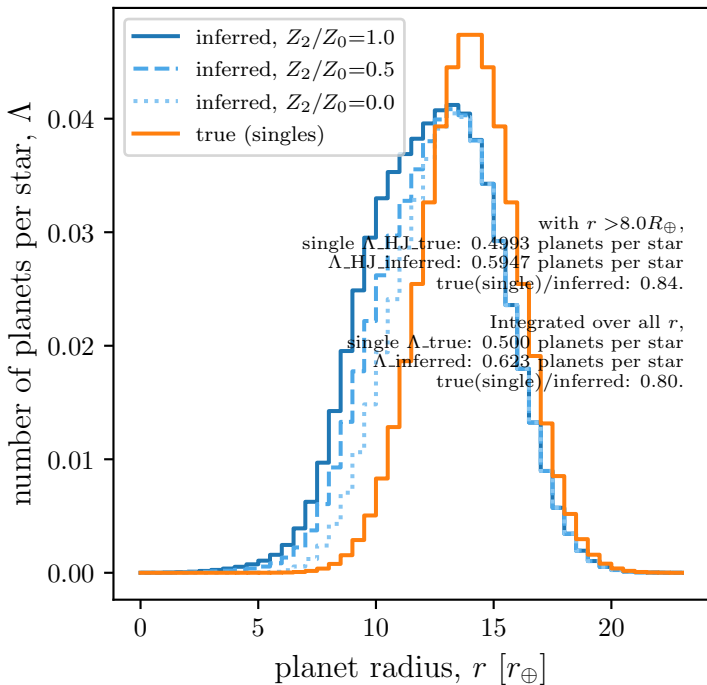 inferred, Z₂/Z₀=1.0
inferred, Z₂/Z₀=0.5
inferred, Z₂/Z₀=0.0
true (singles)
with r >8.0R⊕,
single Λ_HJ_true: 0.4993 planets per star
Λ_HJ_inferred: 0.5947 planets per star
true(single)/inferred: 0.84.
Integrated over all r,
single Λ_true: 0.500 planets per star
Λ_inferred: 0.623 planets per star
true(single)/inferred: 0.80.
number of planets per star, Λ
0.04
0.03
0.02
0.01
0.00
0
5
10
15
20
planet radius, r [r⊕]